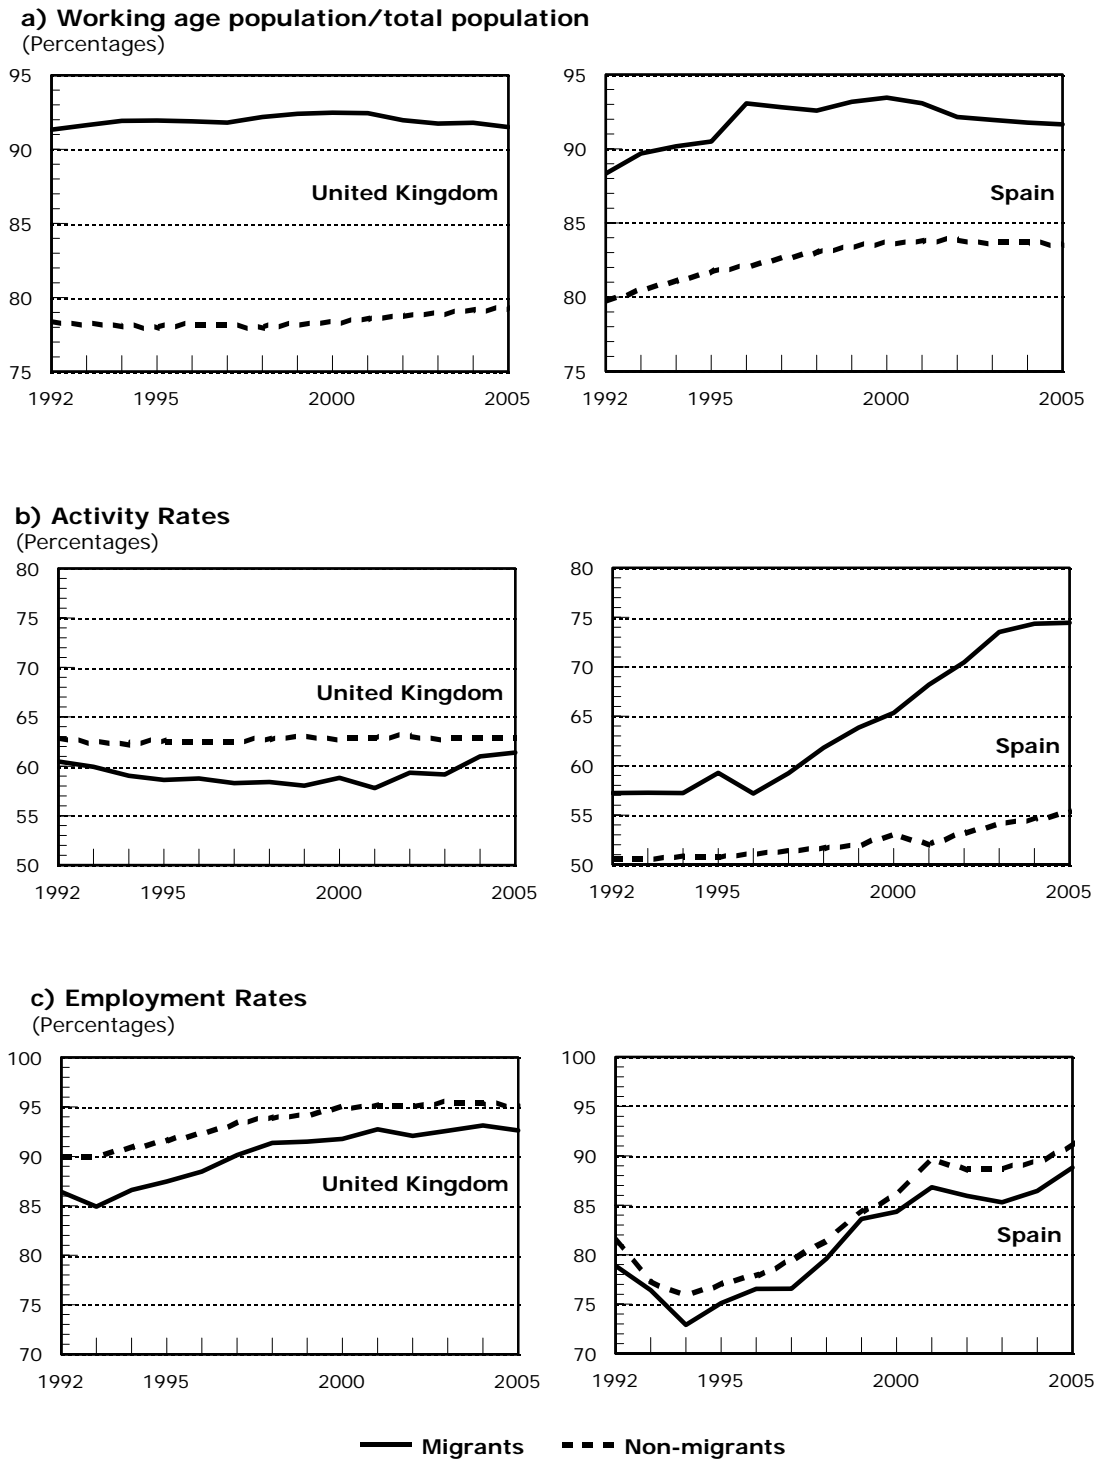 a) Working age population/total population
(Percentages)
95
90
85
80
75
United Kingdom
1992 1995 2000 2005
95
90
85
80
75
Spain
1992 1995 2000 2005
b) Activity Rates
(Percentages)
80
75
70
65
60
55
50
United Kingdom
1992 1995 2000 2005
80
75
70
65
60
55
50
Spain
1992 1995 2000 2005
c) Employment Rates
(Percentages)
100
95
90
85
80
75
70
United Kingdom
1992 1995 2000 2005
100
95
90
85
80
75
70
Spain
1992 1995 2000 2005
Migrants Non-migrants